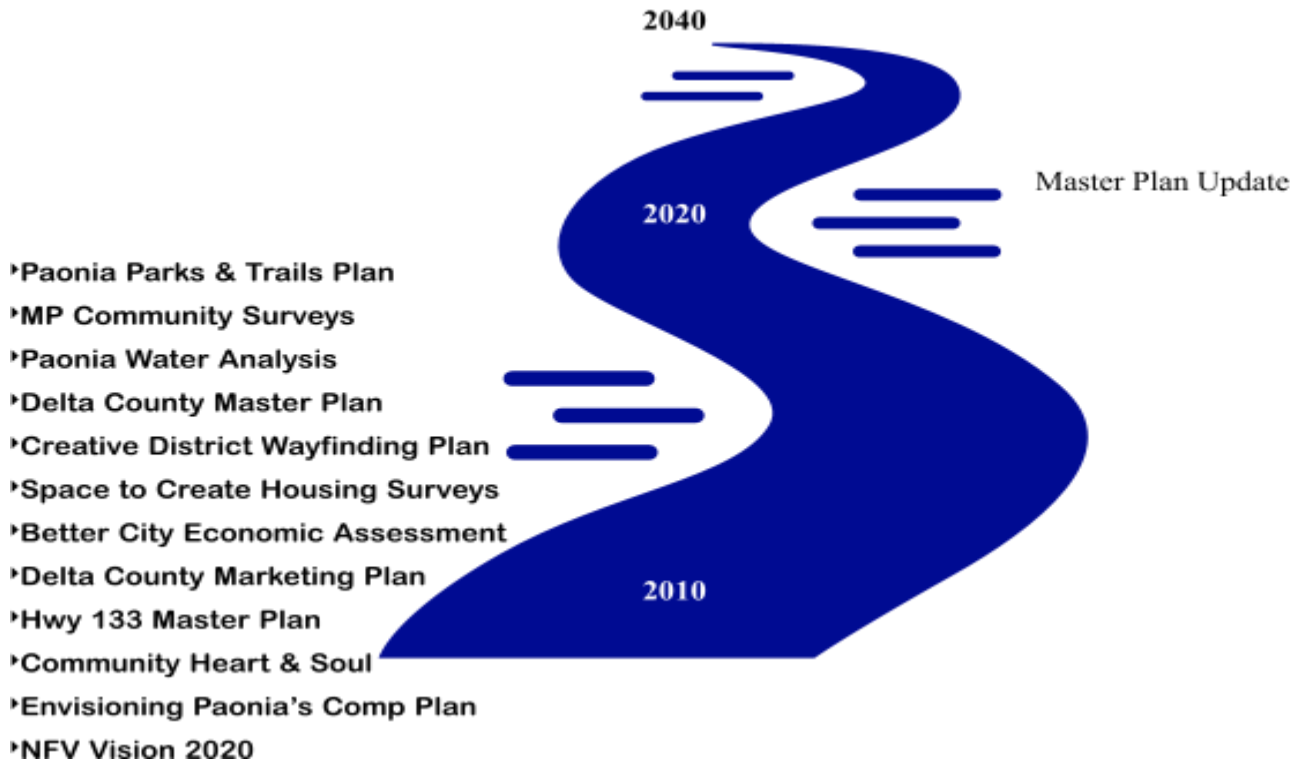 2040
Master Plan Update
2020
‣Paonia Parks & Trails Plan
‣MP Community Surveys
‣Paonia Water Analysis
‣Delta County Master Plan
‣Creative District Wayfinding Plan
‣Space to Create Housing Surveys
‣Better City Economic Assessment
‣Delta County Marketing Plan
2010
‣Hwy 133 Master Plan
‣Community Heart & Soul
‣Envisioning Paonia’s Comp Plan
‣NFV Vision 2020